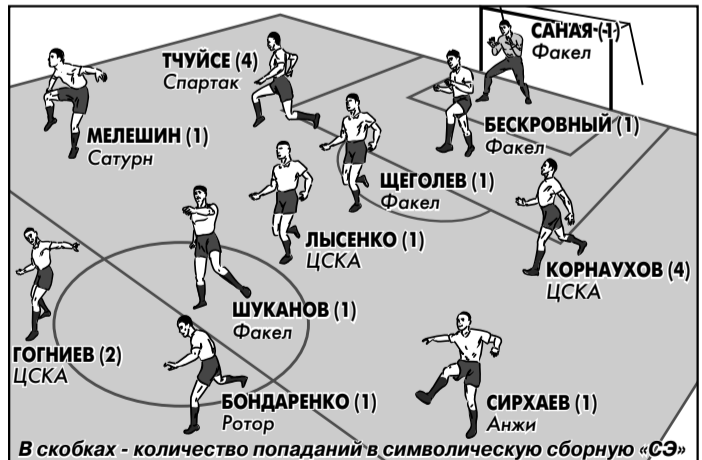 САНАЯ (1)
Факел
ТЧУЙСЕ (4)
Спартак
БЕСКРОВНЫЙ (1)
Факел
МЕЛЕШИН (1)
Сатурн
ЩЕГОЛЕВ (1)
Факел
ЛЫСЕНКО (1)
ЦСКА
КОРНАУХОВ (4)
ЦСКА
ШУКАНОВ (1)
Факел
ГОГНИЕВ (2)
ЦСКА
БОНДАРЕНКО (1)
Ротор
СИРХАЕВ (1)
Анжи
В скобках - количество попаданий в символическую сборную «СЭ»